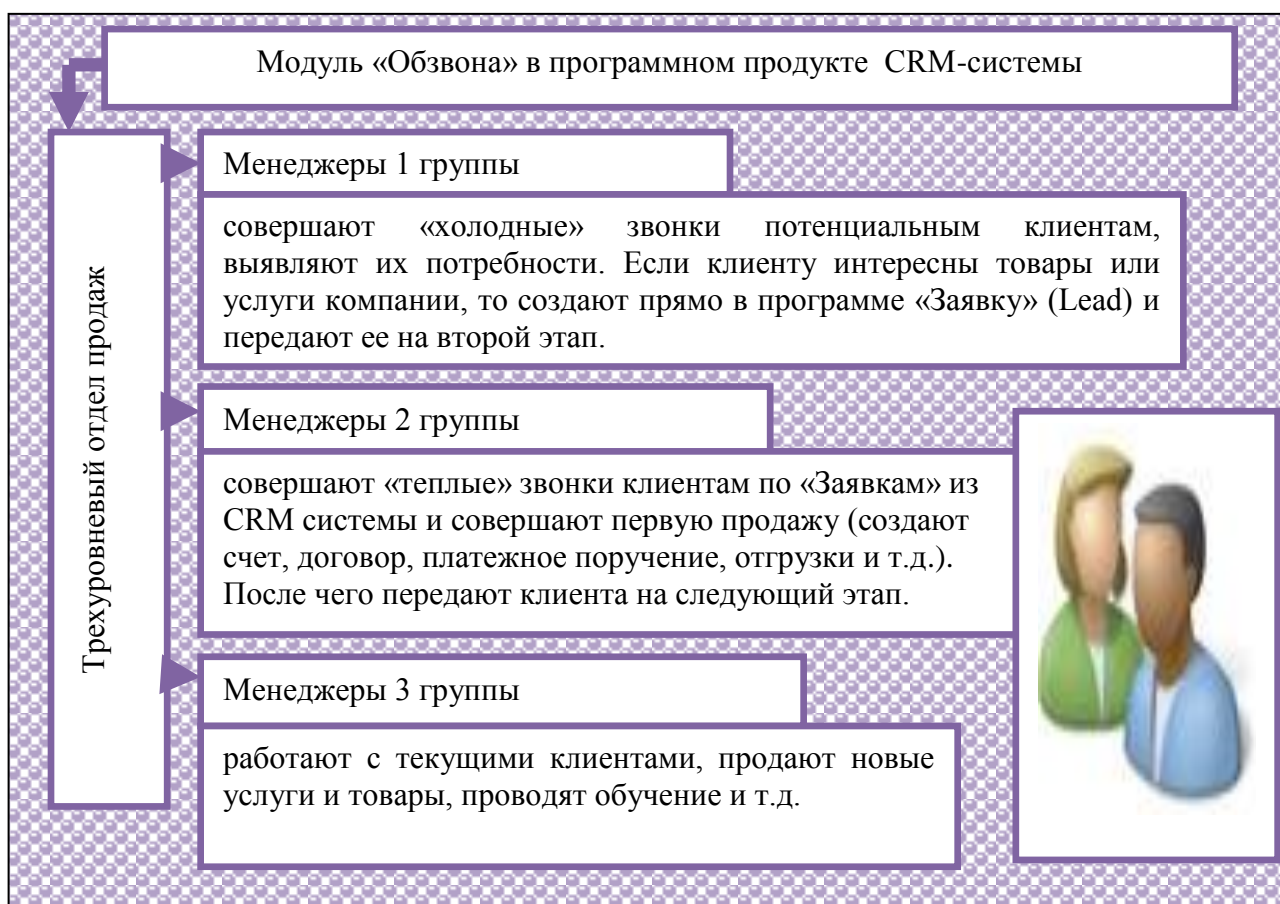 Модуль «Обзвона» в программном продукте CRM-системы
Трехуровневый отдел продаж
Менеджеры 1 группы
совершают «холодные» звонки потенциальным клиентам,
выявляют их потребности. Если клиенту интересны товары или
услуги компании, то создают прямо в программе «Заявку» (Lead) и
передают ее на второй этап.
Менеджеры 2 группы
совершают «теплые» звонки клиентам по «Заявкам» из
CRM системы и совершают первую продажу (создают
счет, договор, платежное поручение, отгрузки и т.д.).
После чего передают клиента на следующий этап.
Менеджеры 3 группы
работают с текущими клиентами, продают новые
услуги и товары, проводят обучение и т.д.